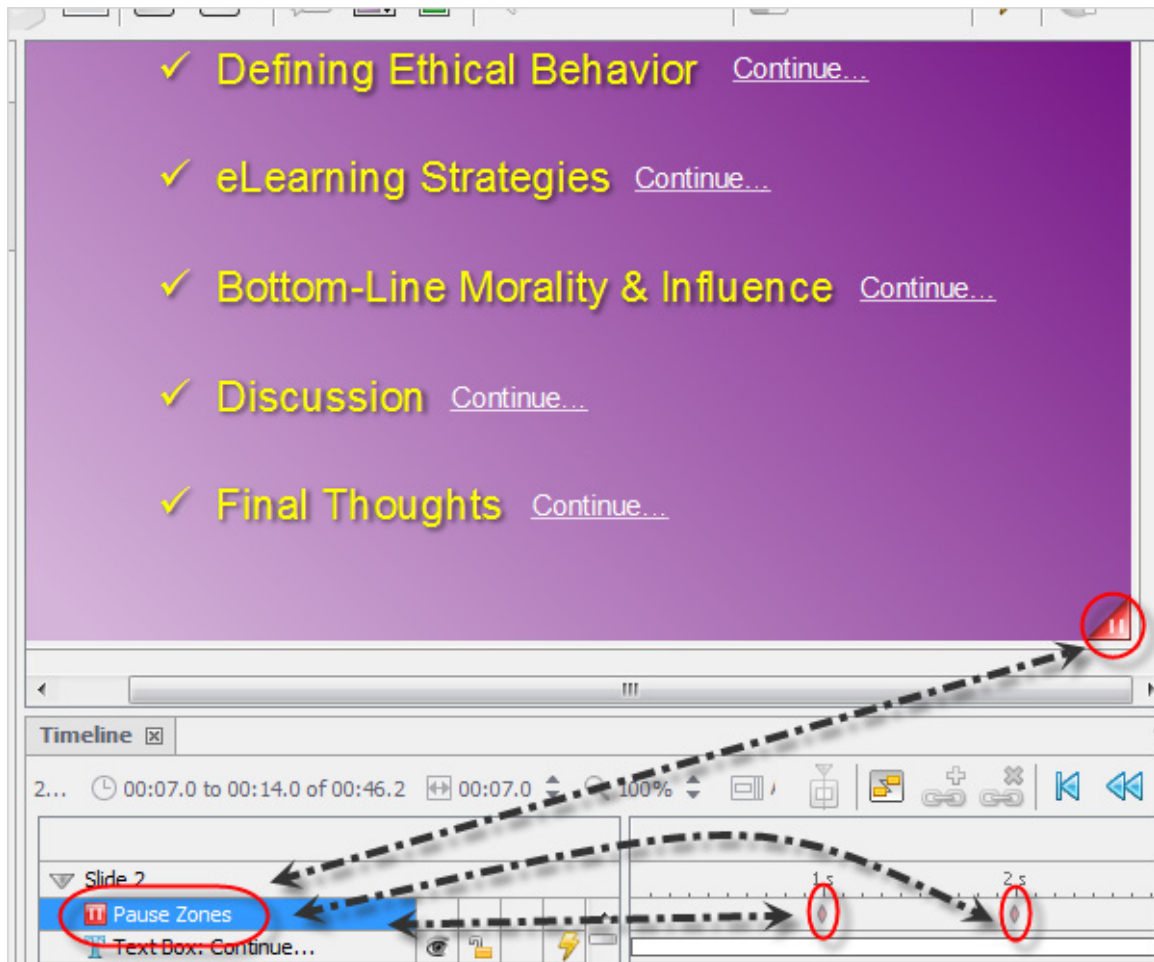 ✓ Defining Ethical Behavior Continue...
✓ eLearning Strategies Continue...
✓ Bottom-Line Morality & Influence Continue...
✓ Discussion Continue...
✓ Final Thoughts Continue...
Timeline
2... 00:07.0 to 00:14.0 of 00:46.2 00:07.0 100%
Slide 2 1 s 2 s
Pause Zones
Text Box: Continue...